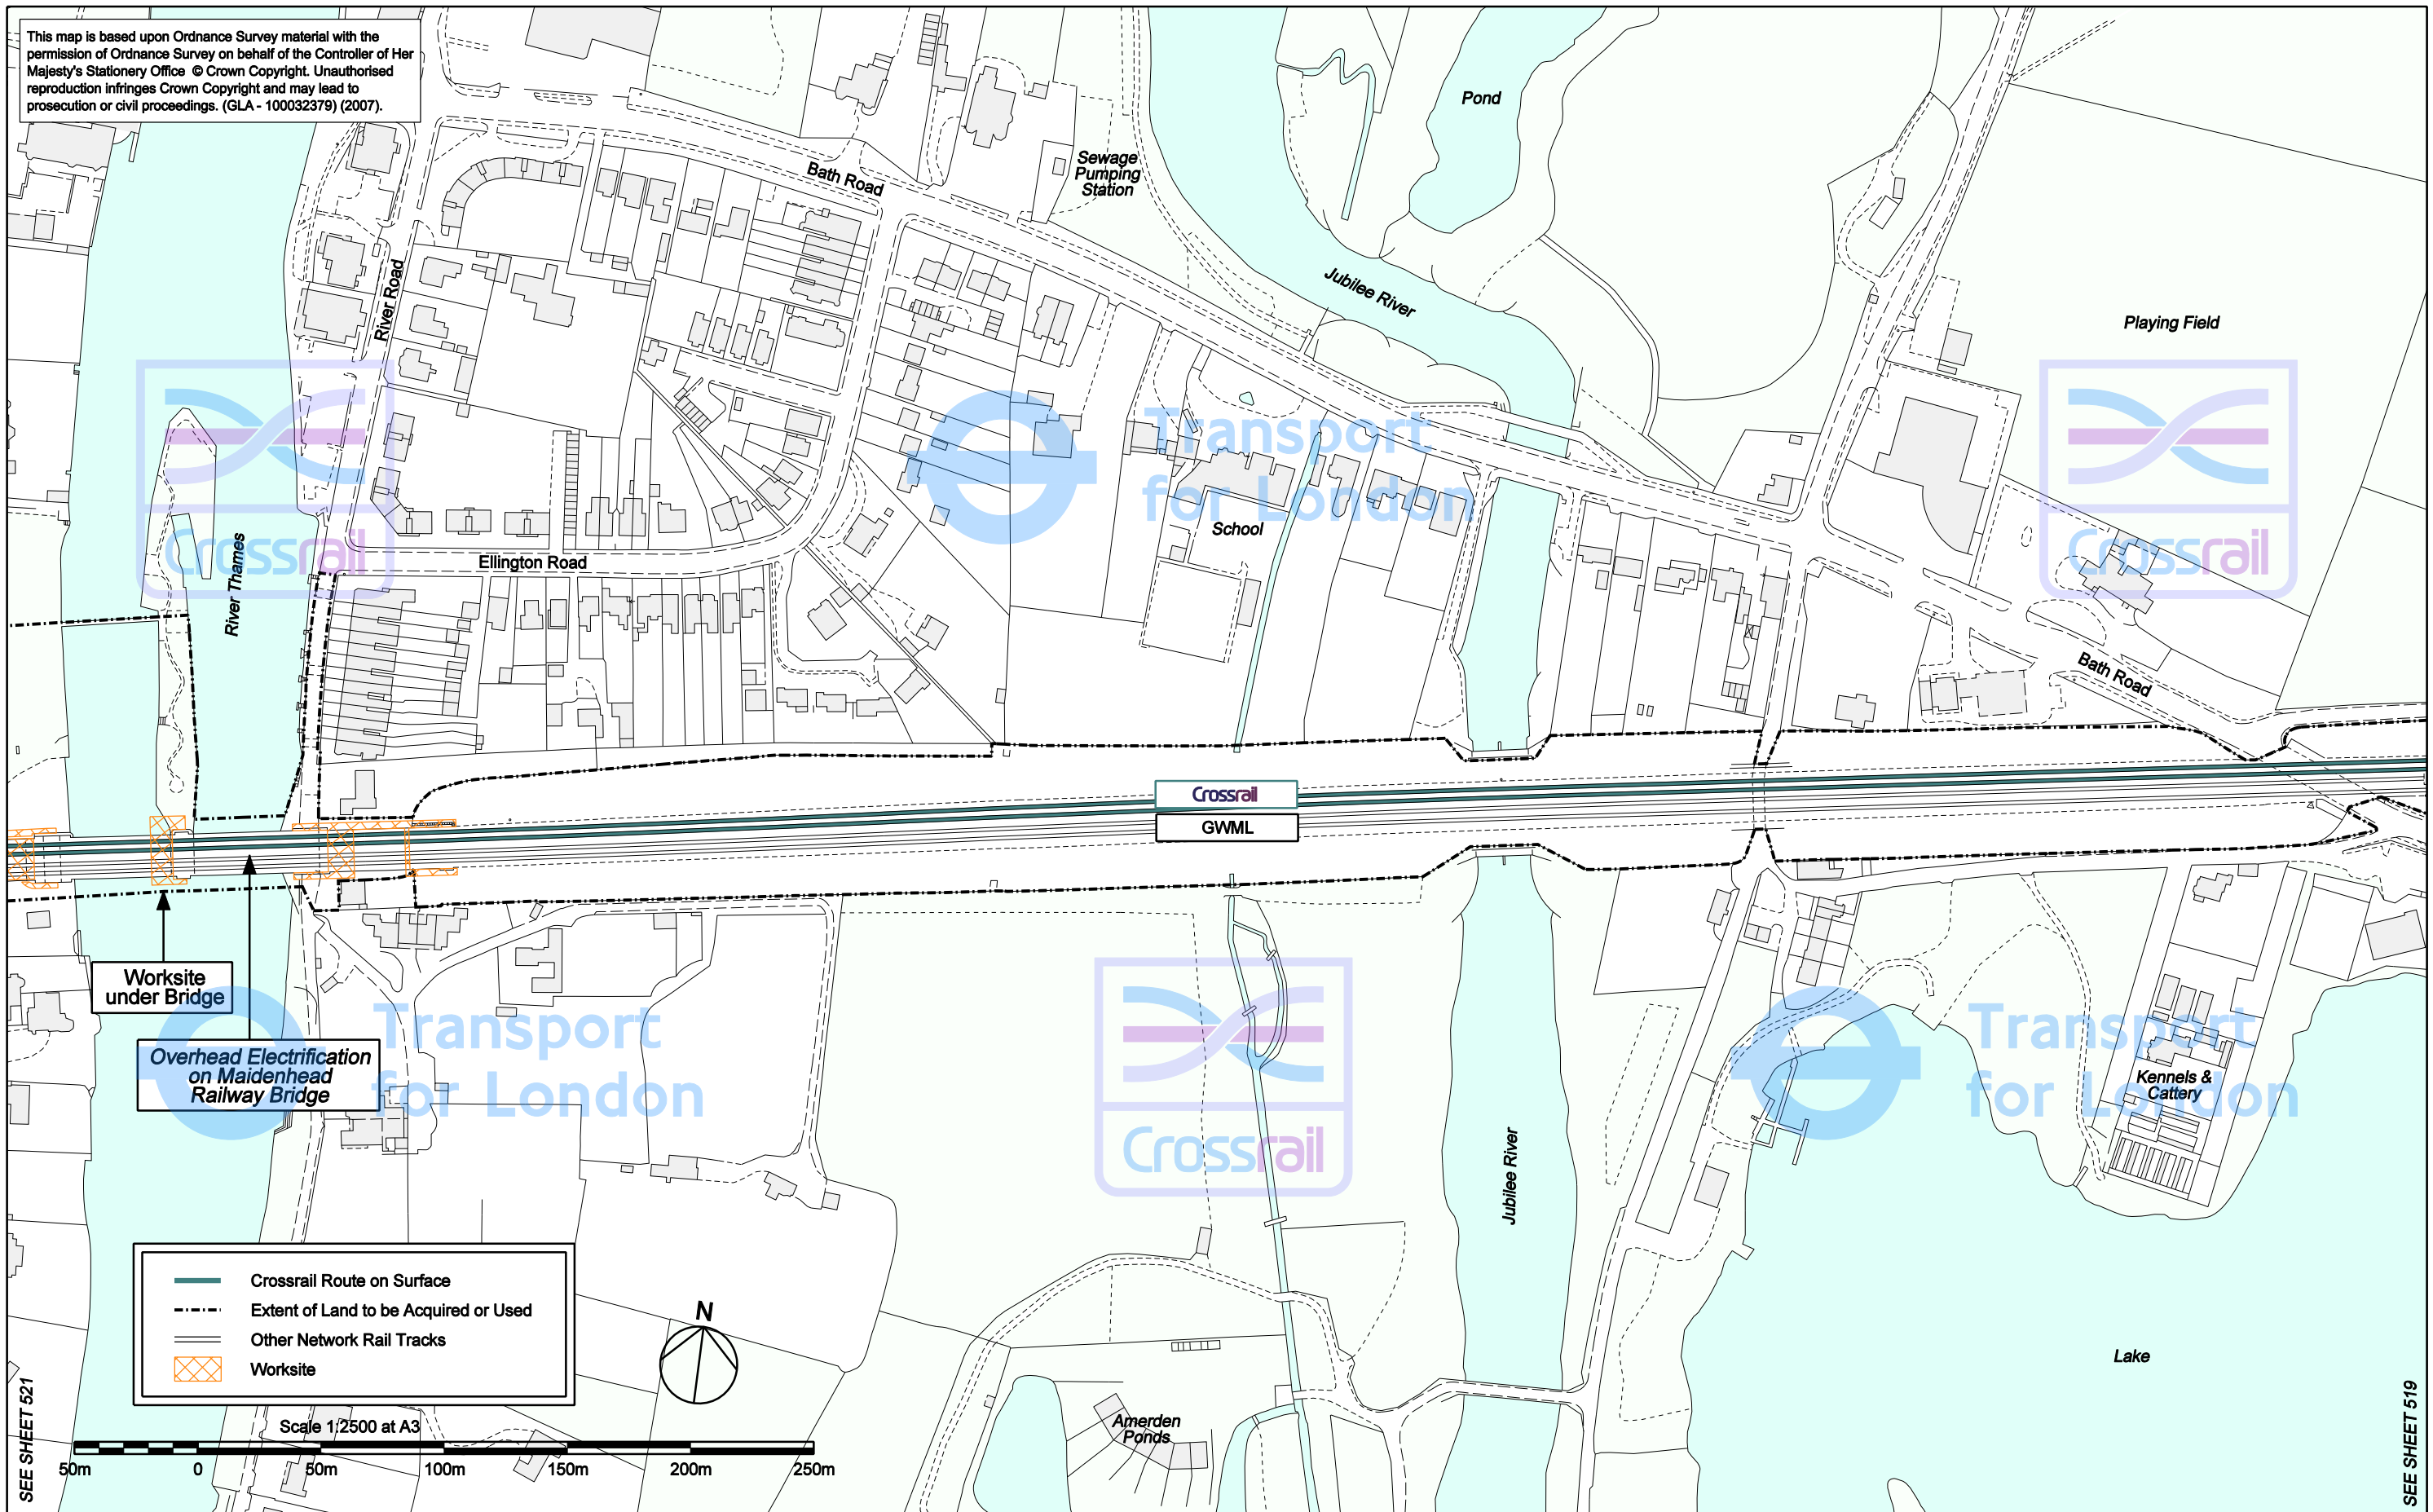 This map is based upon Ordnance Survey material with the
permission of Ordnance Survey on behalf of the Controller of Her
Majesty's Stationery Office © Crown Copyright. Unauthorised
reproduction infringes Crown Copyright and may lead to
prosecution or civil proceedings. (GLA - 100032379) (2007).
Pond
Sewage
Pumping
Station
Bath Road
River Road
Jubilee River
Playing Field
Crossrail
Transport
for London
Crossrail
School
River Thames
Ellington Road
Bath Road
Crossrail
GWML
Worksite
under Bridge
Overhead Electrification
on Maidenhead
Railway Bridge
Transport
for London
Crossrail
Transport
for London
Kennels &
Cattery
Jubilee River
Crossrail Route on Surface
Extent of Land to be Acquired or Used
Other Network Rail Tracks
Worksite
N
Lake
Amerden
Ponds
Scale 1:2500 at A3
50m 0 50m 100m 150m 200m 250m
SEE SHEET 521
SEE SHEET 519